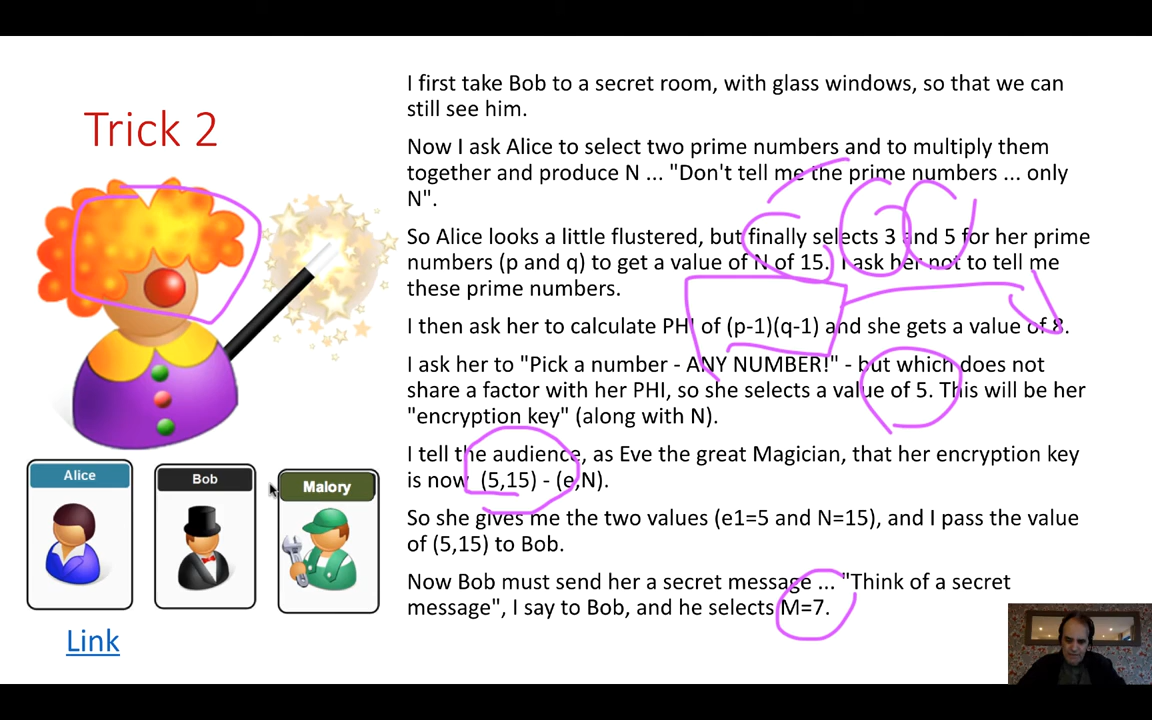 Trick 2
I first take Bob to a secret room, with glass windows, so that we can
still see him.
Now I ask Alice to select two prime numbers and to multiply them
together and produce N ... "Don't tell me the prime numbers ... only
N".
So Alice looks a little flustered, but finally selects 3 and 5 for her prime
numbers (p and q) to get a value of N of 15. I ask her not to tell me
these prime numbers.
I then ask her to calculate PHI of (p-1)(q-1) and she gets a value of 8.
I ask her to "Pick a number - ANY NUMBER!" - but which does not
share a factor with her PHI, so she selects a value of 5. This will be her
"encryption key" (along with N).
I tell the audience, as Eve the great Magician, that her encryption key
is now (5,15) - (e,N).
So she gives me the two values (e1=5 and N=15), and I pass the value
of (5,15) to Bob.
Now Bob must send her a secret message ... "Think of a secret
message", I say to Bob, and he selects M=7.
Alice
Bob
Malory
Link